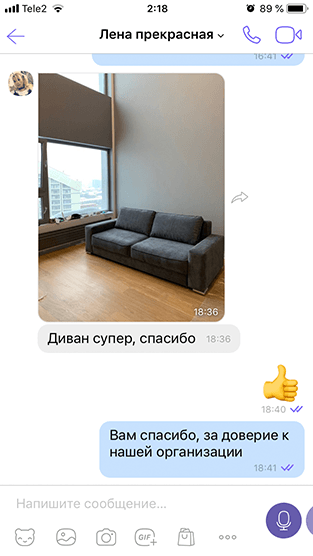 Tele2 2:18 89 %
Лена прекрасная
16:41
18:36
Диван супер, спасибо 18:36
18:40
Вам спасибо, за доверие к
нашей организации
18:41
Напишите сообщение...
GIF+